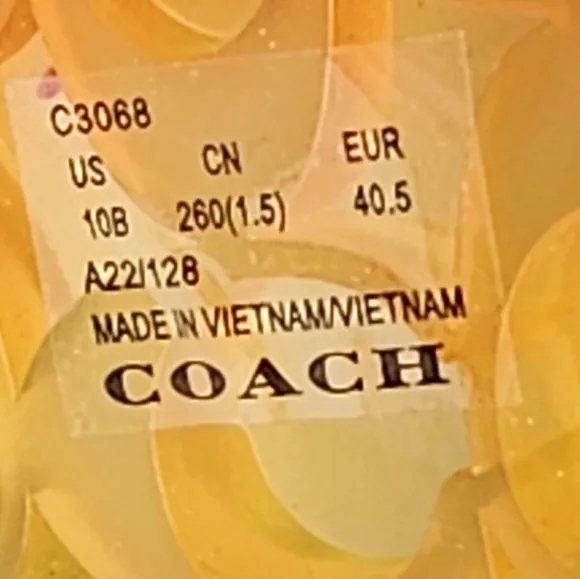 C3068
US CN EUR
10B 260(1.5) 40.5
A22/128
MADE IN VIETNAM/VIETNAM
COACH